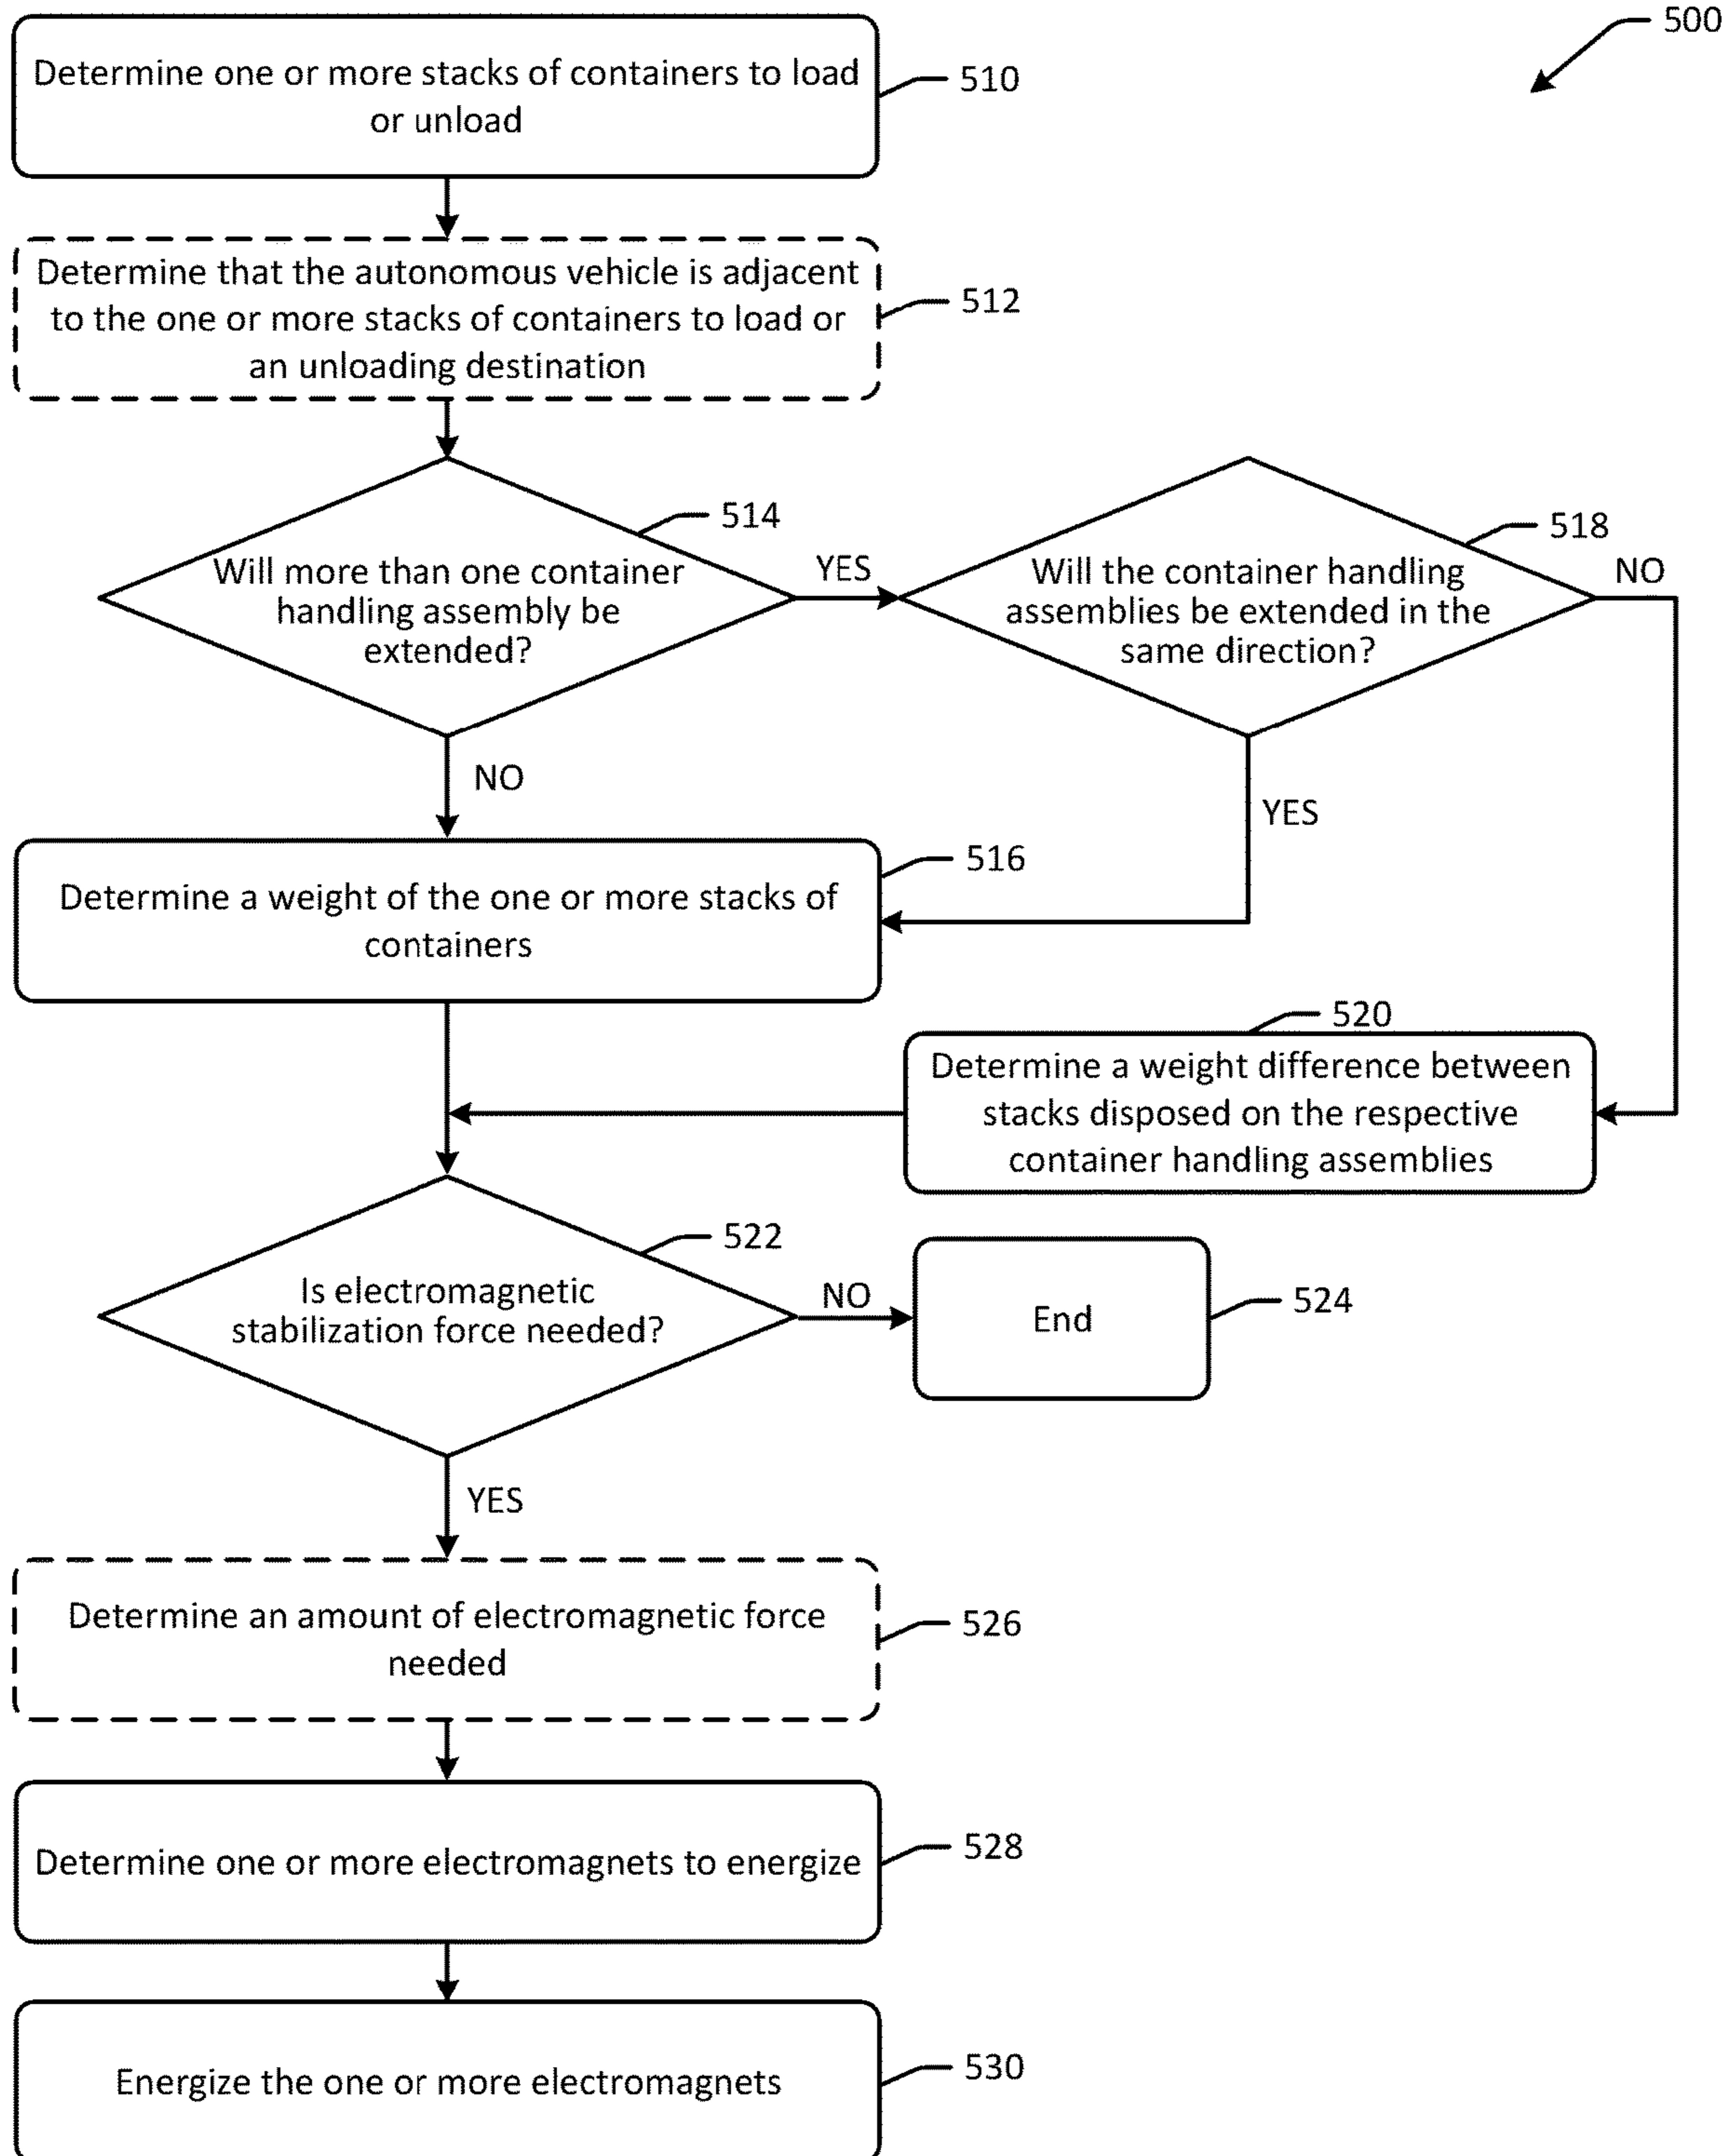 500
Determine one or more stacks of containers to load
or unload
510
Determine that the autonomous vehicle is adjacent
to the one or more stacks of containers to load or
an unloading destination
512
514
Will more than one container
handling assembly be
extended?
YES
NO
518
Will the container handling
assemblies be extended in the
same direction?
NO
YES
516
Determine a weight of the one or more stacks of
containers
520
Determine a weight difference between
stacks disposed on the respective
container handling assemblies
522
Is electromagnetic
stabilization force needed?
NO
End
524
YES
Determine an amount of electromagnetic force
needed
526
Determine one or more electromagnets to energize
528
Energize the one or more electromagnets
530